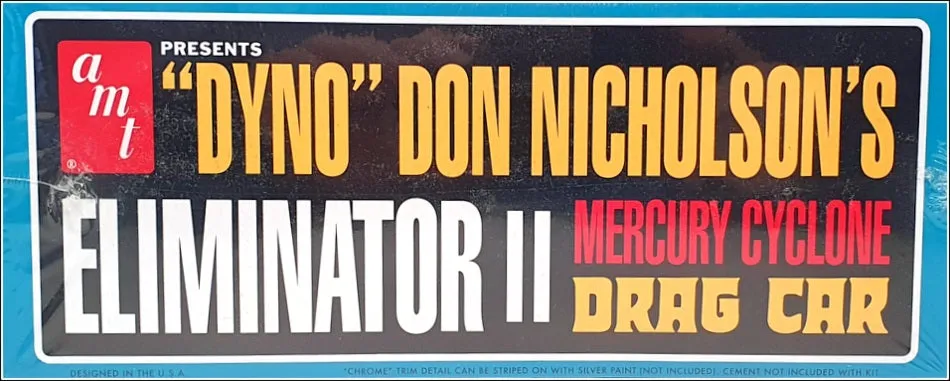 amt
®
PRESENTS
“DYNO” DON NICHOLSON’S
ELIMINATOR II
MERCURY CYCLONE
DRAG CAR
DESIGNED IN THE U.S.A.
"CHROME" TRIM DETAIL CAN BE STRIPED ON WITH SILVER PAINT (NOT INCLUDED). CEMENT NOT INCLUDED WITH KIT.